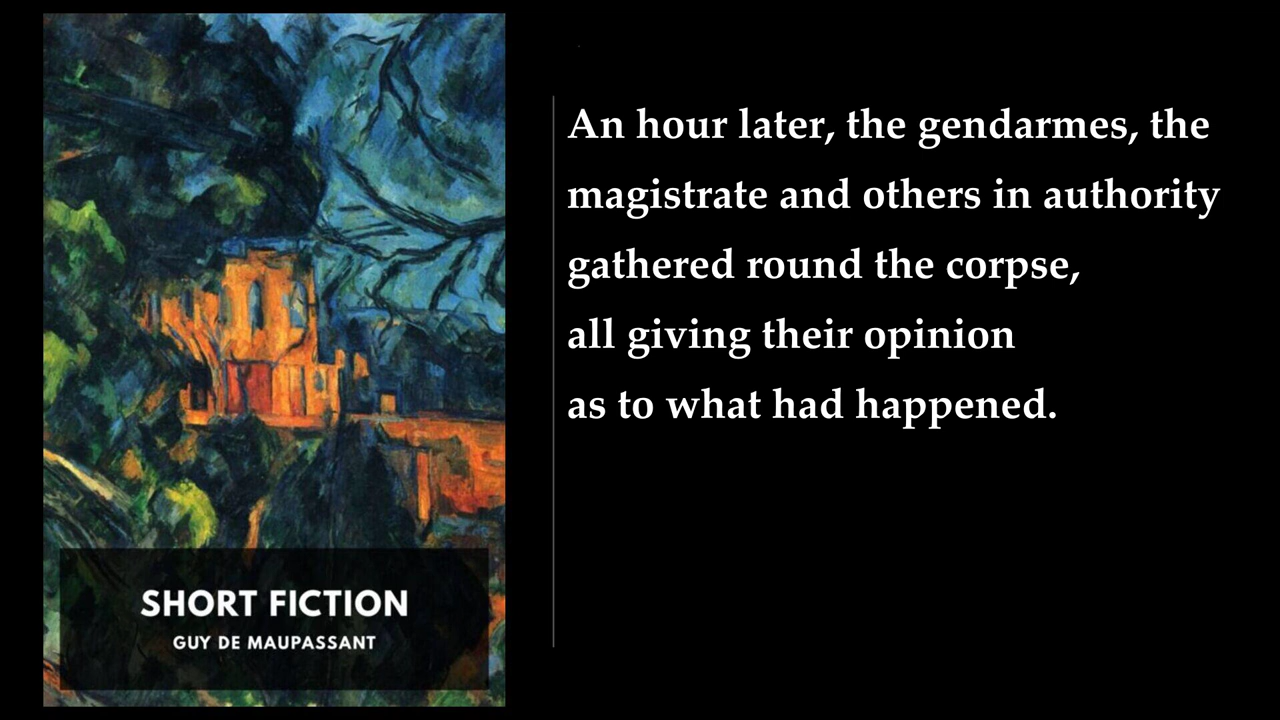 An hour later, the gendarmes, the
magistrate and others in authority
gathered round the corpse,
all giving their opinion
as to what had happened.
SHORT FICTION
GUY DE MAUPASSANT